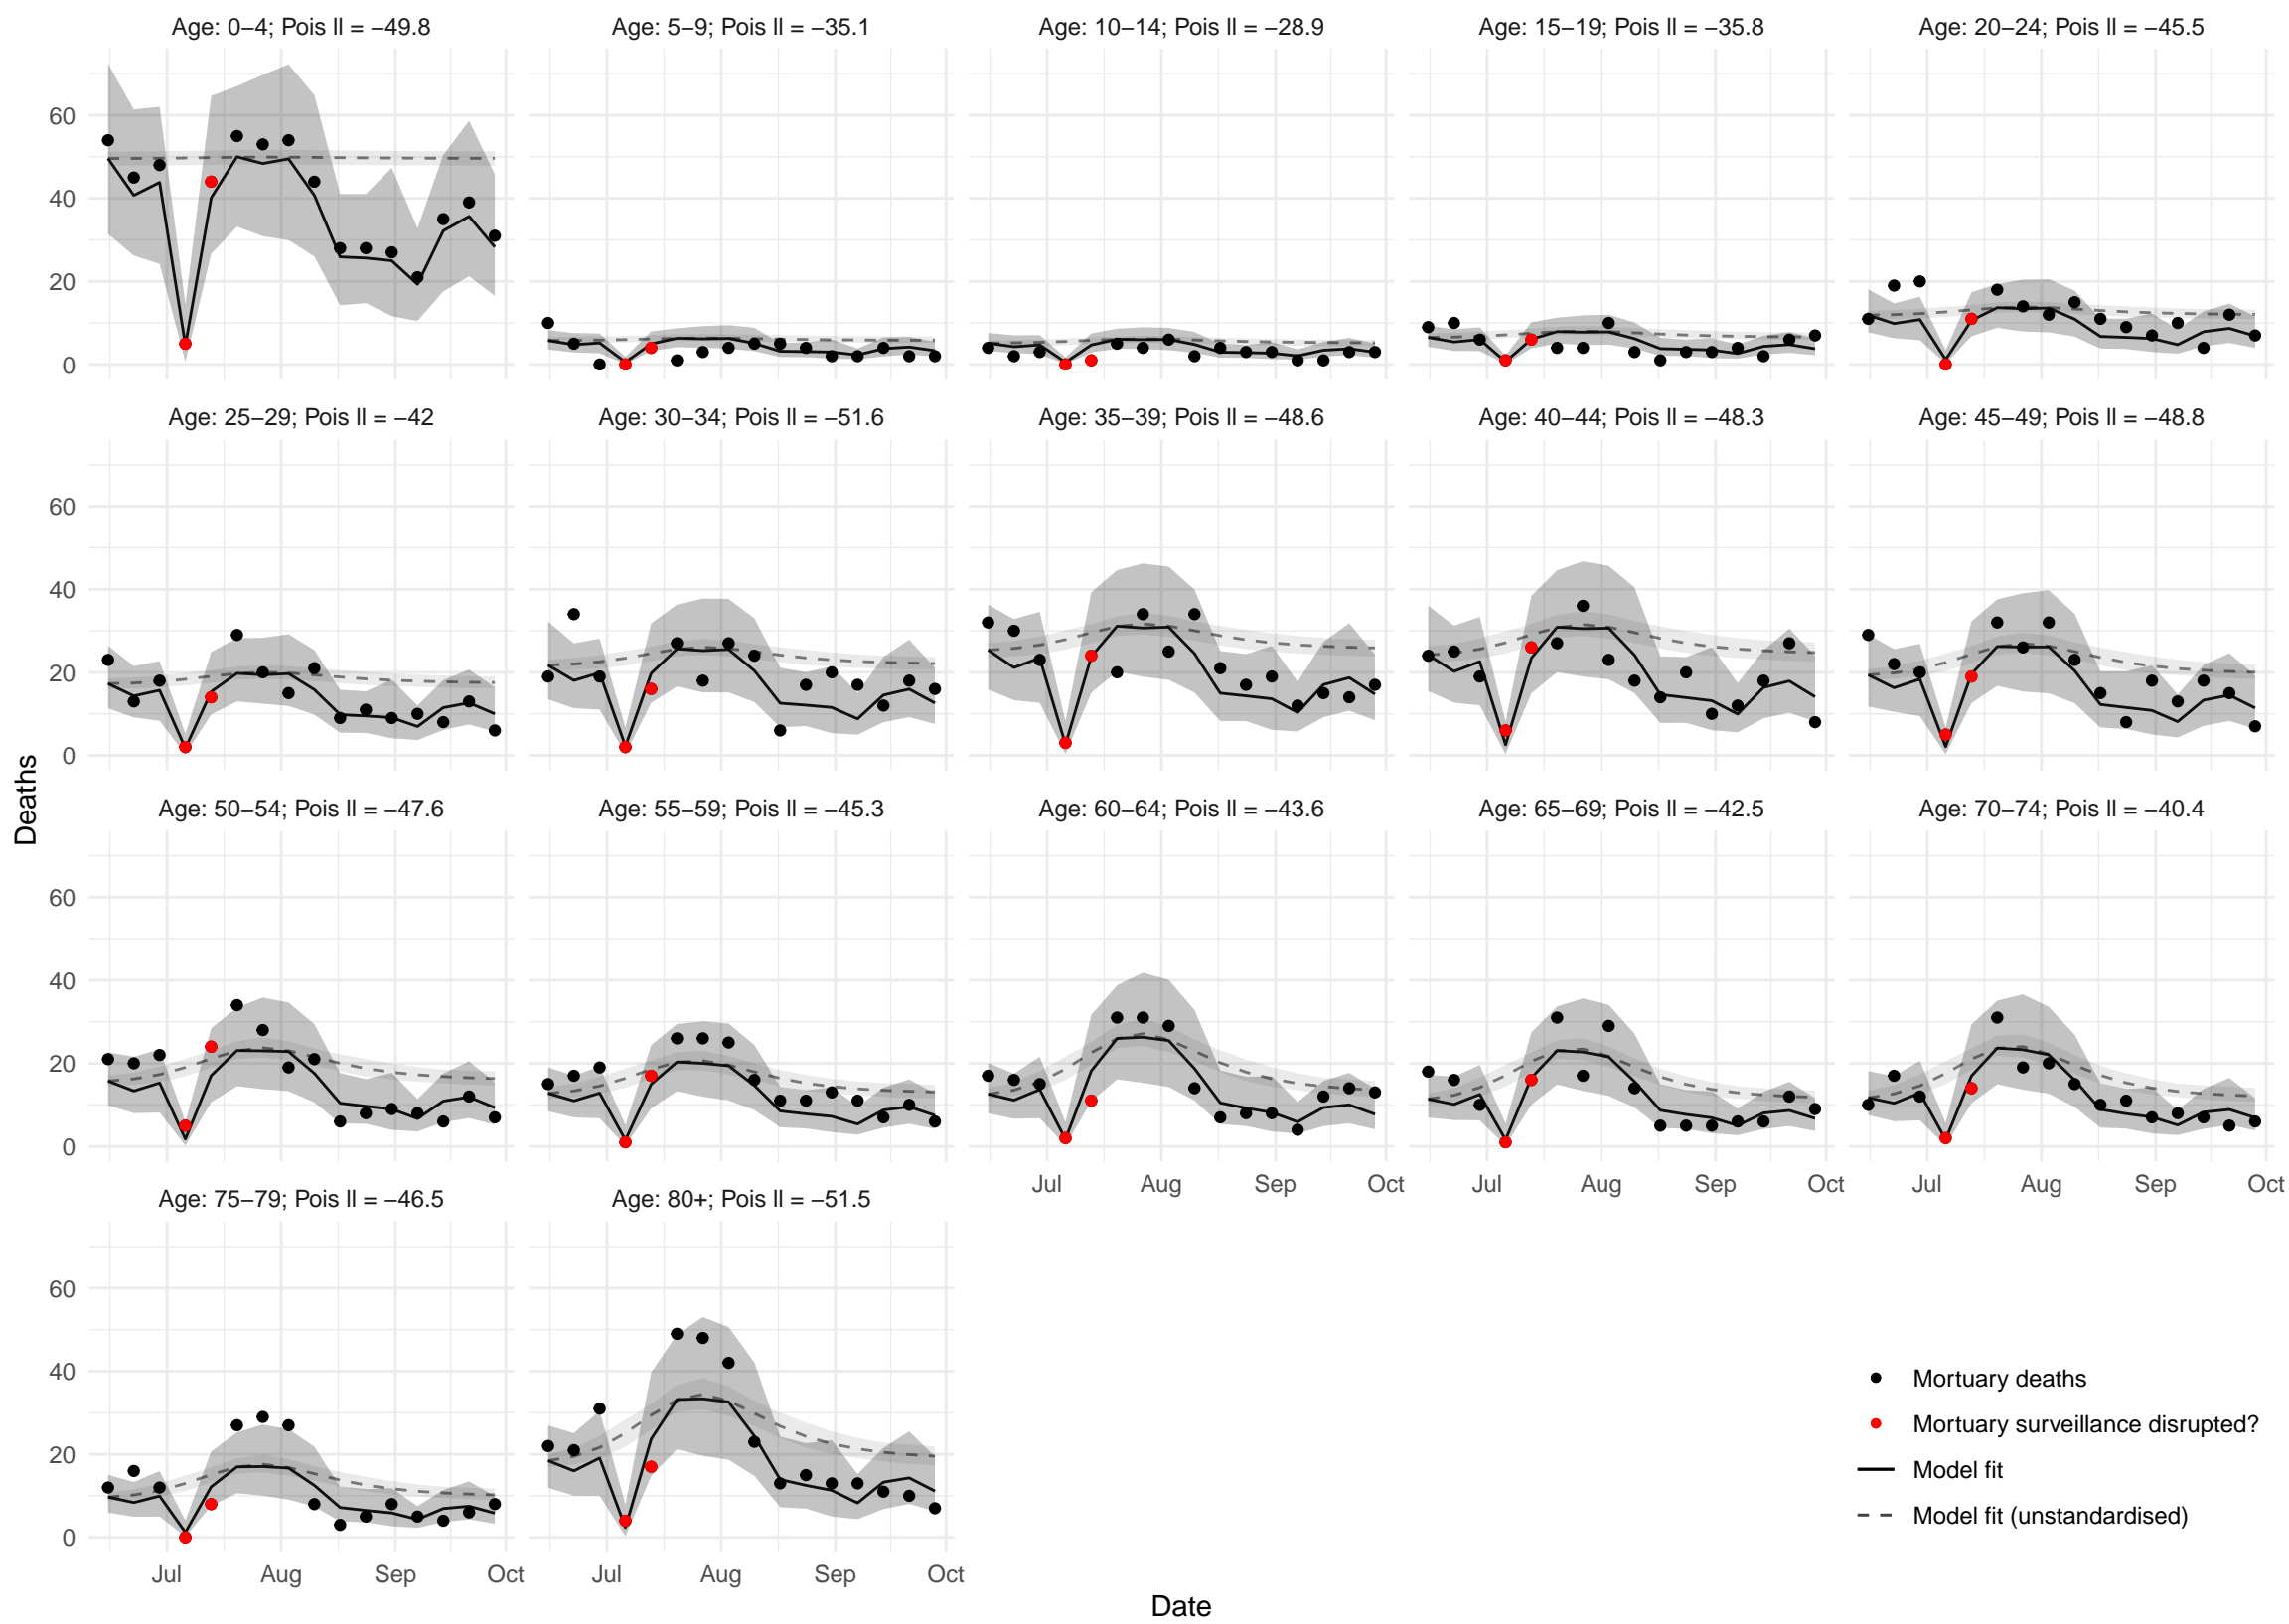 Age: 0−4; Pois ll = −49.8
Age: 5−9; Pois ll = −35.1
Age: 10−14; Pois ll = −28.9
Age: 15−19; Pois ll = −35.8
Age: 20−24; Pois ll = −45.5
60
40
20
0
Age: 25−29; Pois ll = −42
Age: 30−34; Pois ll = −51.6
Age: 35−39; Pois ll = −48.6
Age: 40−44; Pois ll = −48.3
Age: 45−49; Pois ll = −48.8
60
40
20
0
Deaths
Age: 50−54; Pois ll = −47.6
Age: 55−59; Pois ll = −45.3
Age: 60−64; Pois ll = −43.6
Age: 65−69; Pois ll = −42.5
Age: 70−74; Pois ll = −40.4
60
40
20
0
Jul Aug Sep Oct
Jul Aug Sep Oct
Jul Aug Sep Oct
Age: 75−79; Pois ll = −46.5
Age: 80+; Pois ll = −51.5
60
40
20
0
Jul Aug Sep Oct
Jul Aug Sep Oct
Mortuary deaths
Mortuary surveillance disrupted?
Model fit
Model fit (unstandardised)
Date